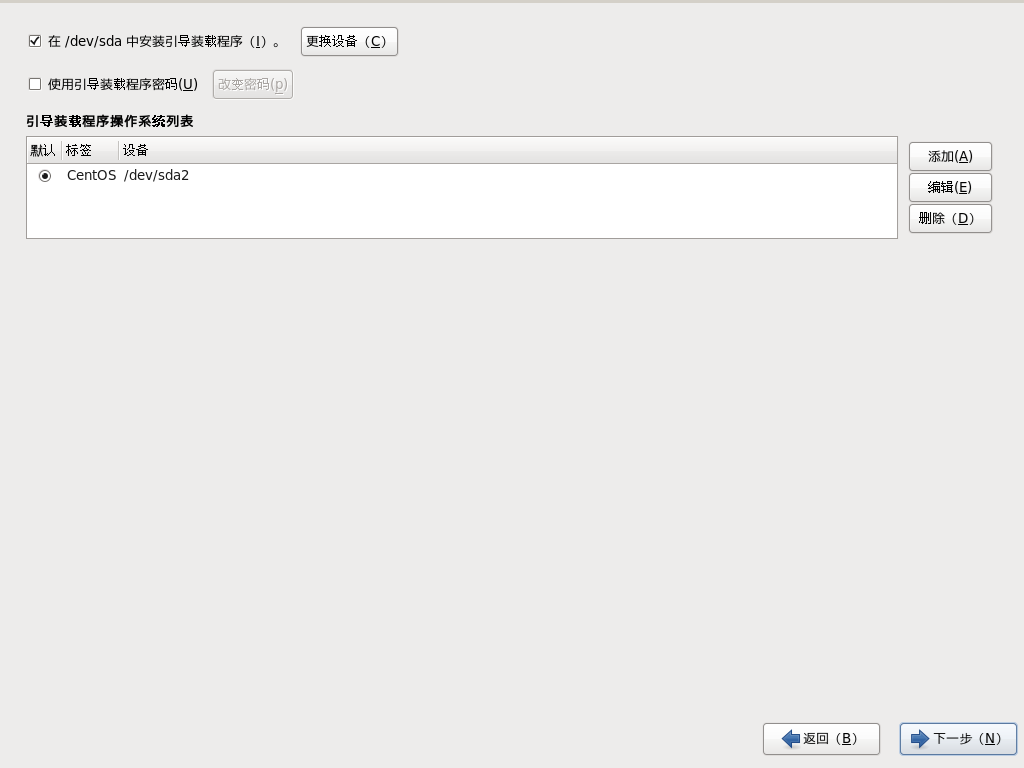 在 /dev/sda 中安装引导装载程序（I）。 更换设备（C）
使用引导装载程序密码(U) 改变密码(p)
引导装载程序操作系统列表
默认 标签 设备
CentOS /dev/sda2
添加(A)
编辑(E)
删除（D）
返回（B） 下一步（N）